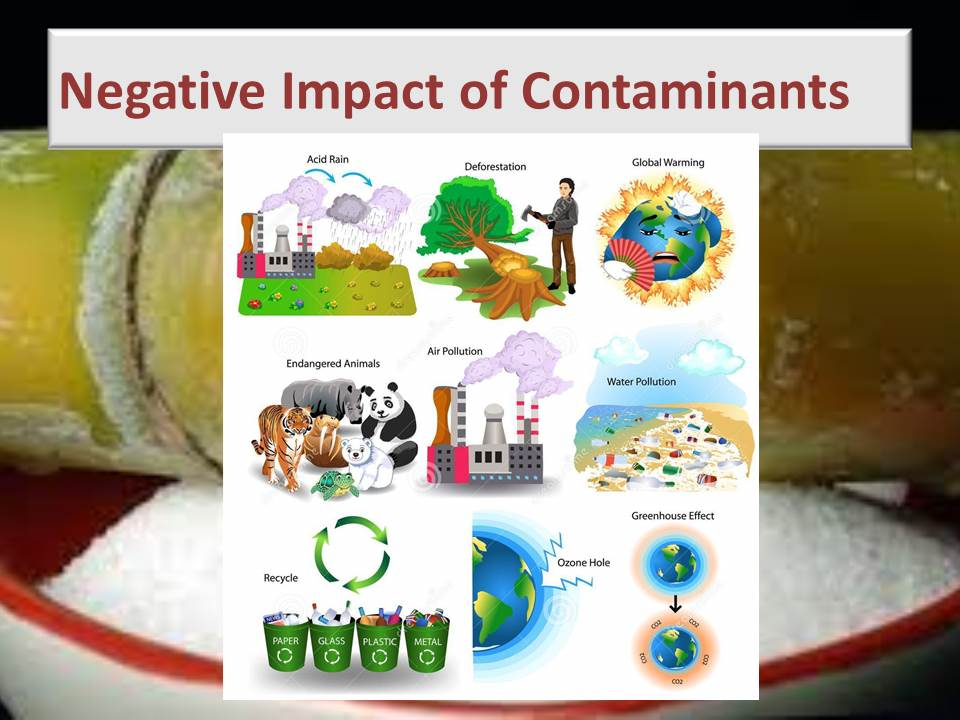 Negative Impact of Contaminants
Acid Rain
Deforestation
Global Warming
Endangered Animals
Air Pollution
Water Pollution
Recycle
PAPER
GLASS
PLASTIC
METAL
Ozone Hole
Greenhouse Effect
CO2
CO2
CO2
CO2
CO2